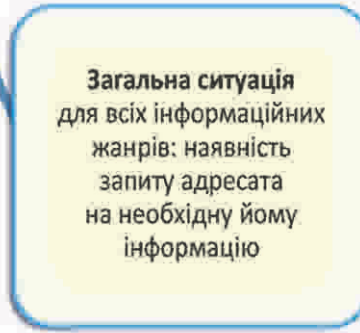 Загальна ситуація
для всіх інформаційних
жанрів: наявність
запиту адресата
на необхідну йому
інформацію